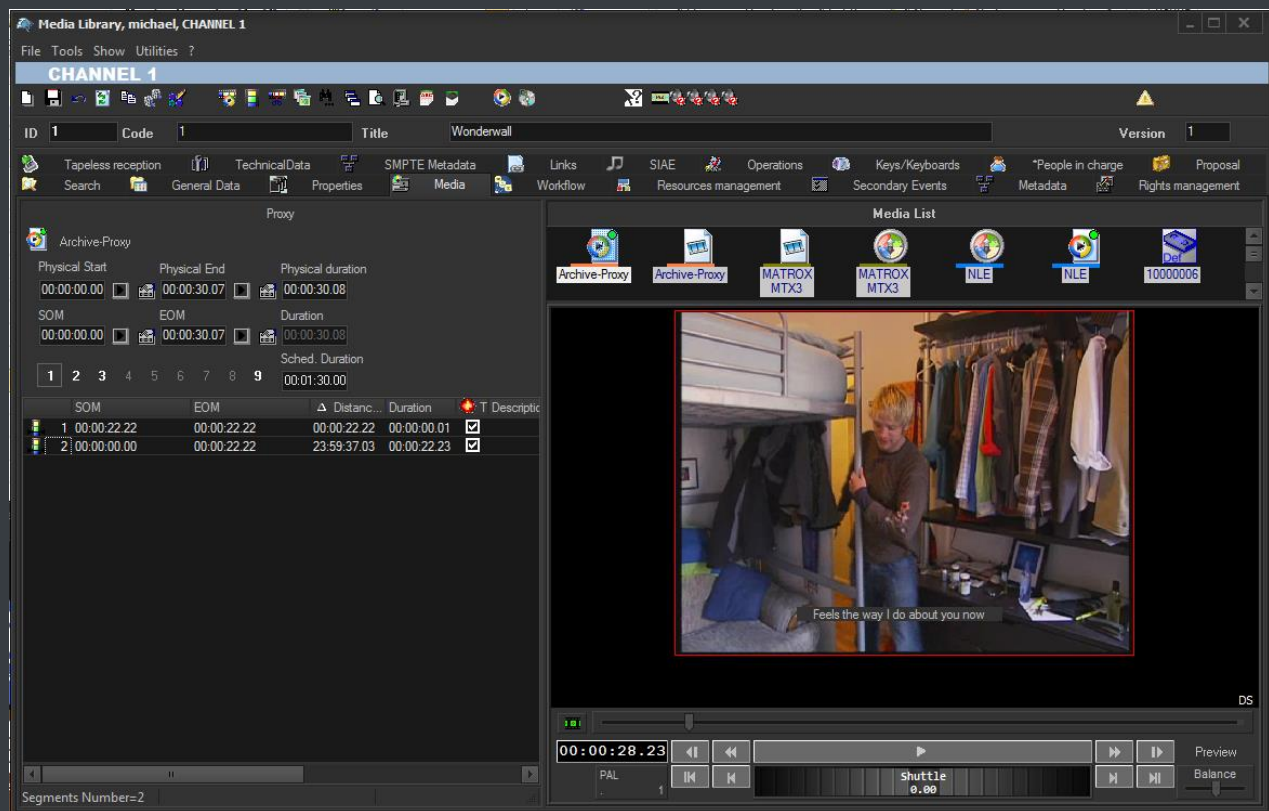 Media Library, michael, CHANNEL 1
File Tools Show Utilities ?
CHANNEL 1
ID 1 Code 1 Title Wonderwall Version 1
Tapeless reception TechnicalData SMPTE Metadata Links SIAE Operations Keys/Keyboards *People in charge Proposal
Search General Data Properties Media Workflow Resources management Secondary Events Metadata Rights management
Proxy
Archive-Proxy
Physical Start Physical End Physical duration
00:00:00.00 00:00:30.07 00:00:30.08
SOM EOM Duration
00:00:00.00 00:00:30.07 00:00:30.08
Sched. Duration
1 2 3 4 5 6 7 8 9 00:01:30.00
SOM EOM Distanc... Duration T Descriptic
1 00:00:22.22 00:00:22.22 00:00:22.22 00:00:00.01
2 00:00:00.00 00:00:22.22 23:59:37.03 00:00:22.23
Segments Number=2
Media List
Archive-Proxy Archive-Proxy MATROX MTX3 MATROX MTX3 NLE NLE Def 10000006
Feels the way I do about you now
DS
00:00:28.23 Preview
PAL 1 Shuttle Balance
0.00